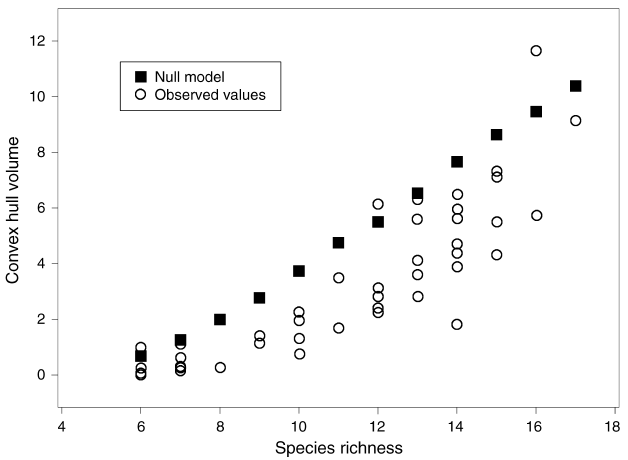 12
10
8
6
4
2
0
Convex hull volume
Null model
Observed values
4 6 8 10 12 14 16 18
Species richness